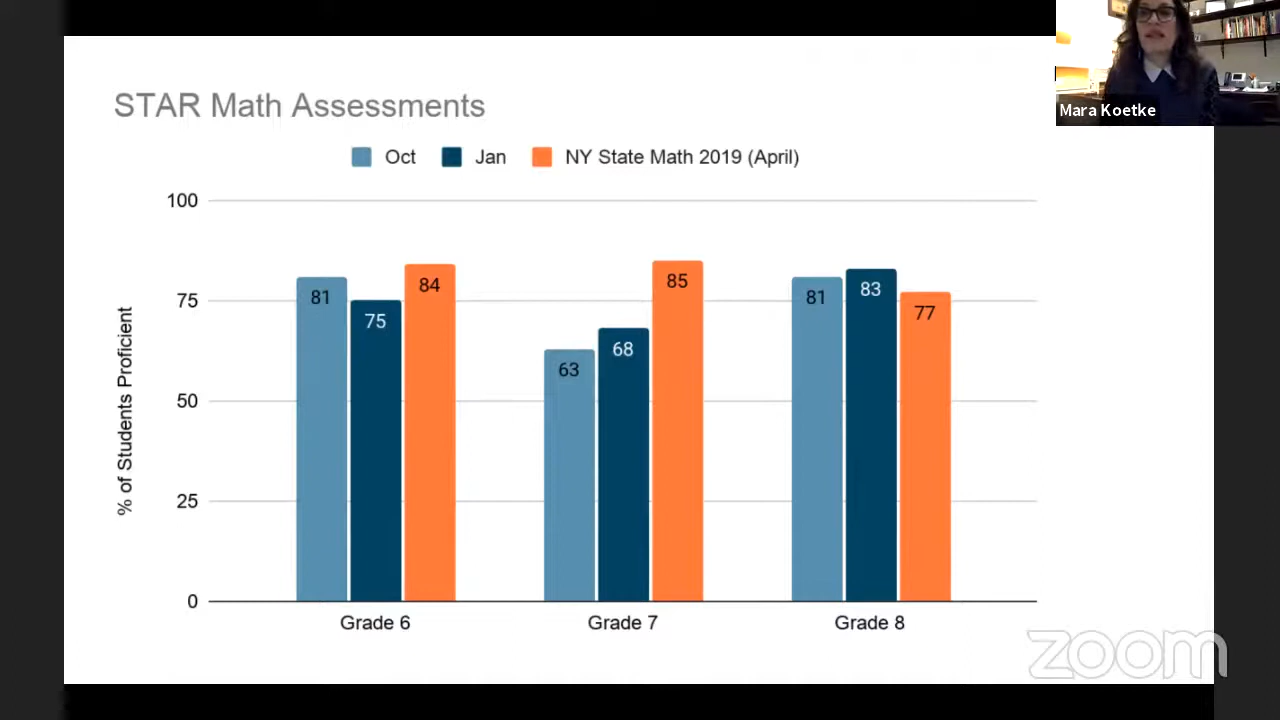 Mara Koetke
STAR Math Assessments
Oct Jan NY State Math 2019 (April)
100
75
50
25
0
% of Students Proficient
81 75 84
63 68 85
81 83 77
Grade 6 Grade 7 Grade 8
zoom